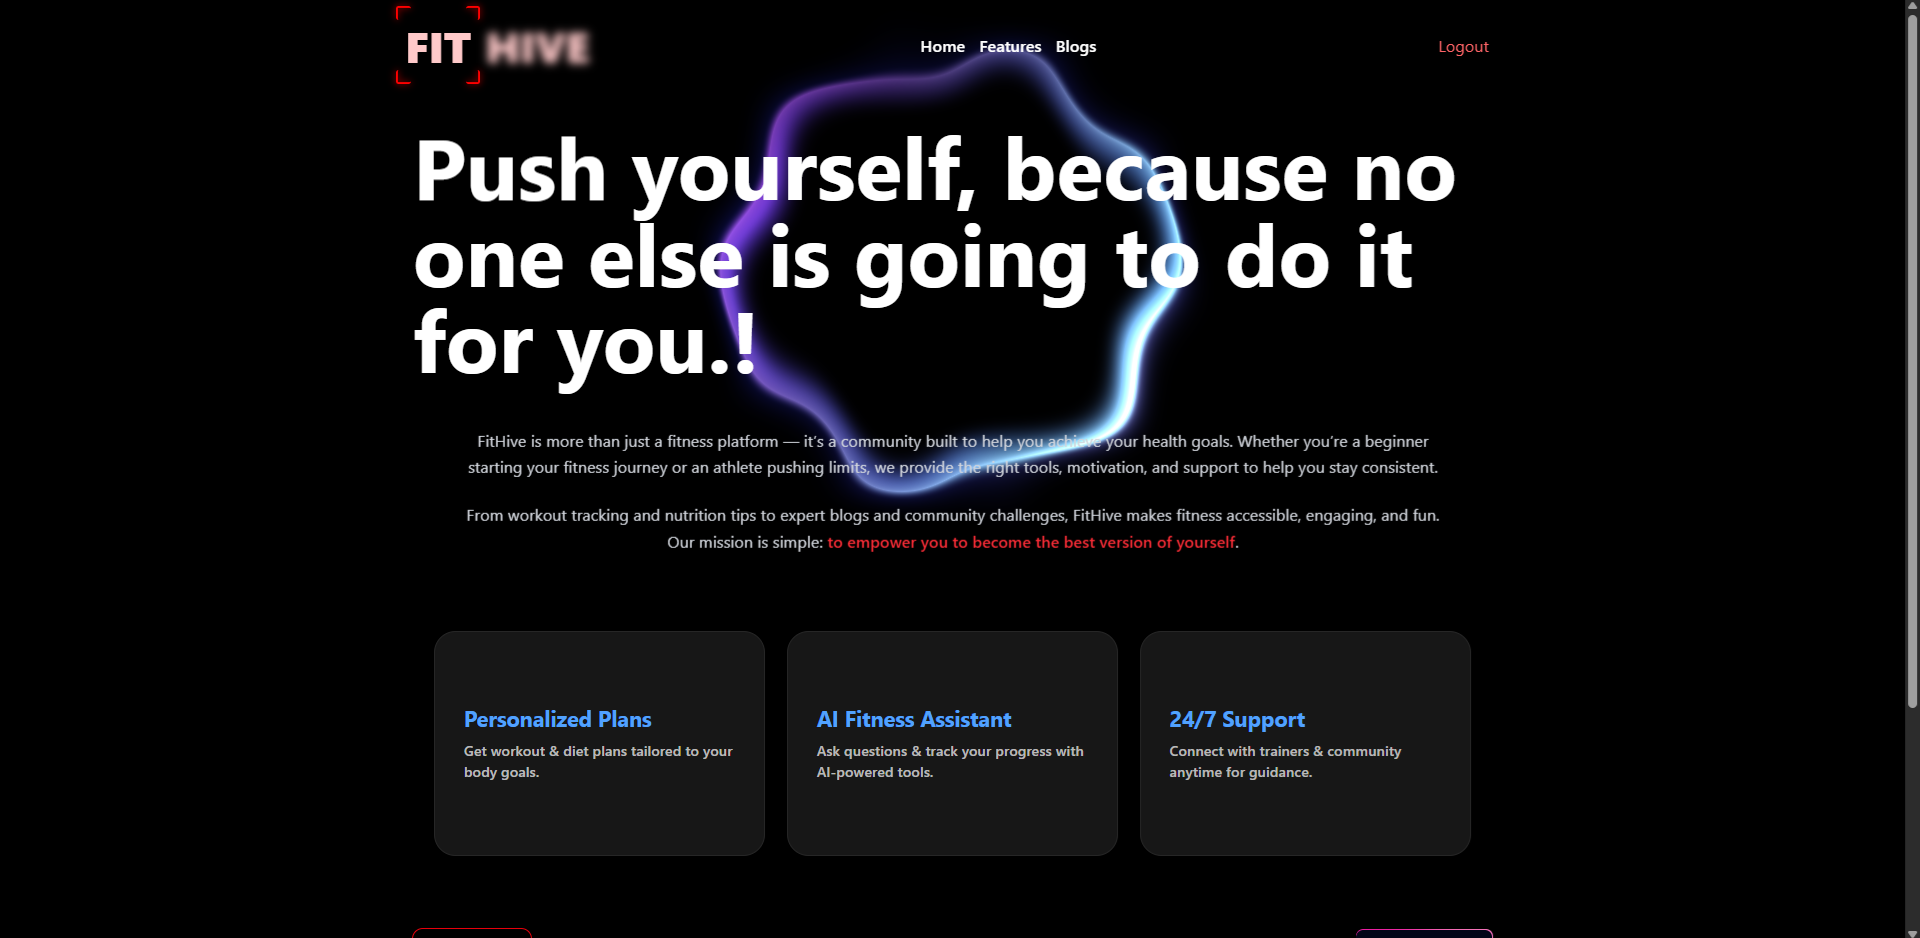 FIT HIVE
Home Features Blogs
Logout
Push yourself, because no
one else is going to do it
for you.!
FitHive is more than just a fitness platform — it’s a community built to help you achieve your health goals. Whether you’re a beginner
starting your fitness journey or an athlete pushing limits, we provide the right tools, motivation, and support to help you stay consistent.
From workout tracking and nutrition tips to expert blogs and community challenges, FitHive makes fitness accessible, engaging, and fun.
Our mission is simple: to empower you to become the best version of yourself.
Personalized Plans
Get workout & diet plans tailored to your
body goals.
AI Fitness Assistant
Ask questions & track your progress with
AI-powered tools.
24/7 Support
Connect with trainers & community
anytime for guidance.